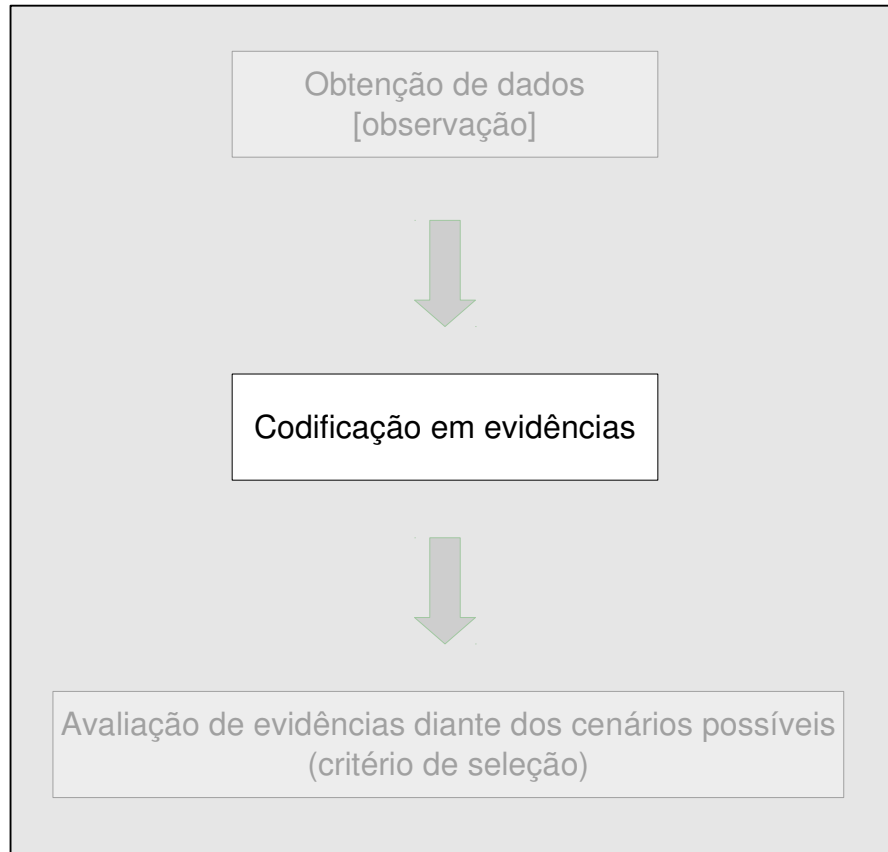 Obtenção de dados
[observação]
Codificação em evidências
Avaliação de evidências diante dos cenários possíveis
(critério de seleção)